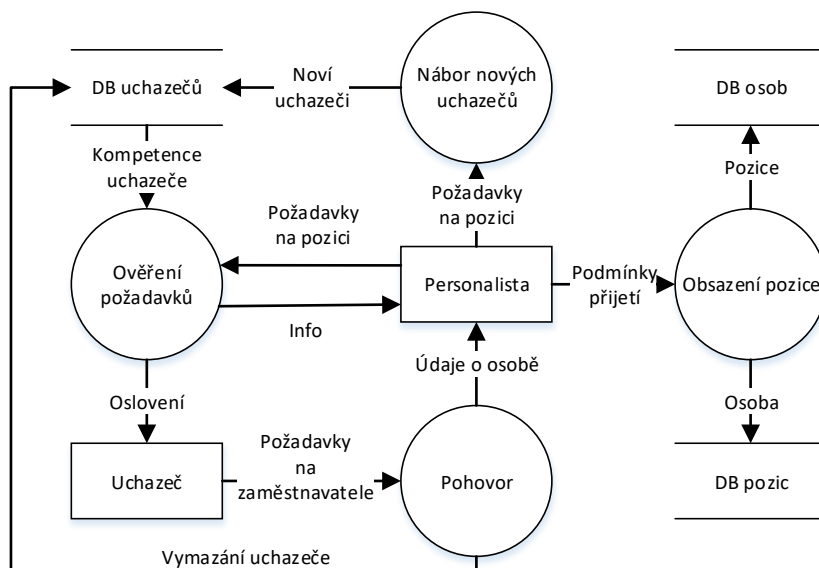 DB uchazečů
Noví
uchazeči
Nábor nových
uchazečů
DB osob
Kompetence
uchazeče
Požadavky
na pozici
Požadavky
na pozici
Pozice
Ověření
požadavků
Personalista
Podmínky
přijetí
Obsazení pozice
Info
Údaje o osobě
Oslovení
Osoba
Uchazeč
Požadavky
na
zaměstnavatele
Pohovor
DB pozic
Vymazání uchazeče